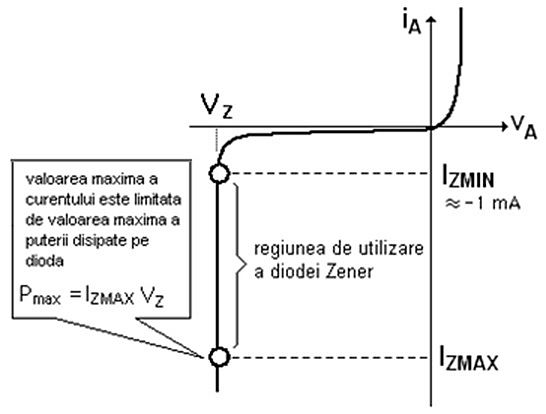 iA
VZ
vA
valoarea maxima a
curentului este limitata
de valoarea maxima a
puterii disipate pe
dioda
Pmax = IZMAX VZ
IZMIN
≈ -1 mA
regiunea de utilizare
a diodei Zener
IZMAX